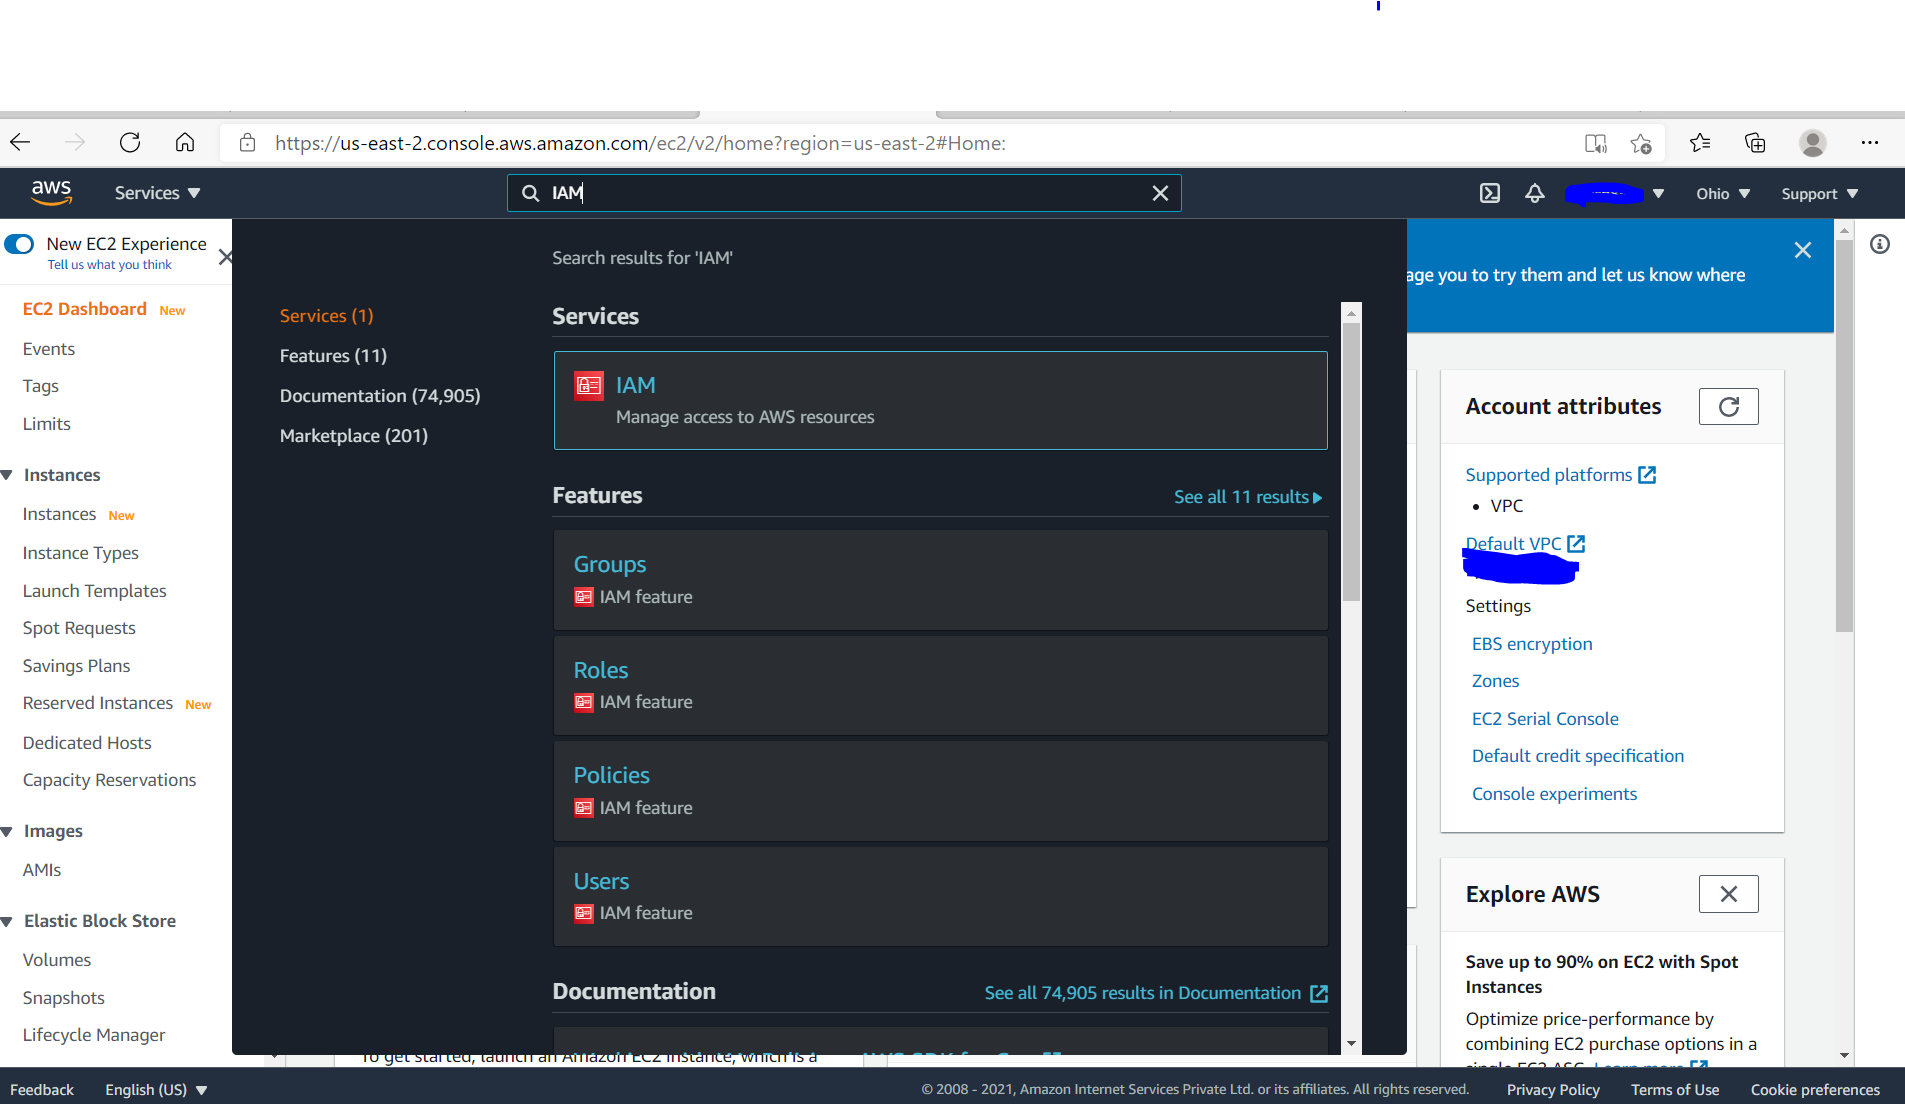 https://us-east-2.console.aws.amazon.com/ec2/v2/home?region=us-east-2#Home:
aws
Services
IAM
Ohio
Support
New EC2 Experience
Tell us what you think
EC2 Dashboard New
Events
Tags
Limits
Instances
Instances New
Instance Types
Launch Templates
Spot Requests
Savings Plans
Reserved Instances New
Dedicated Hosts
Capacity Reservations
Images
AMIs
Elastic Block Store
Volumes
Snapshots
Lifecycle Manager
Search results for 'IAM'
Services (1)
Features (11)
Documentation (74,905)
Marketplace (201)
Services
IAM
Manage access to AWS resources
Features
See all 11 results
Groups
IAM feature
Roles
IAM feature
Policies
IAM feature
Users
IAM feature
Documentation
See all 74,905 results in Documentation
To get started, launch an Amazon EC2 instance, which is a
age you to try them and let us know where
Account attributes
Supported platforms
• VPC
Default VPC
Settings
EBS encryption
Zones
EC2 Serial Console
Default credit specification
Console experiments
Explore AWS
Save up to 90% on EC2 with Spot
Instances
Optimize price-performance by
combining EC2 purchase options in a
single EC2 ASG. Learn more
Feedback
English (US)
© 2008 - 2021, Amazon Internet Services Private Ltd. or its affiliates. All rights reserved.
Privacy Policy
Terms of Use
Cookie preferences